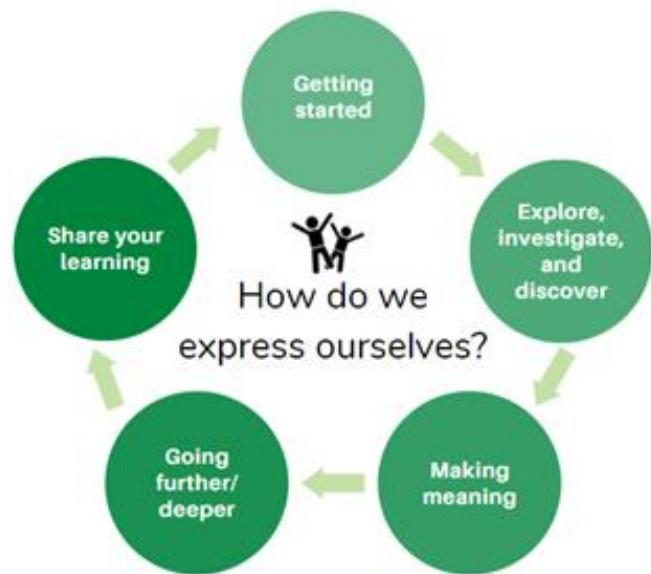 Getting
started
Explore,
investigate,
and
discover
Making
meaning
Going
further/
deeper
Share your
learning
How do we
express ourselves?